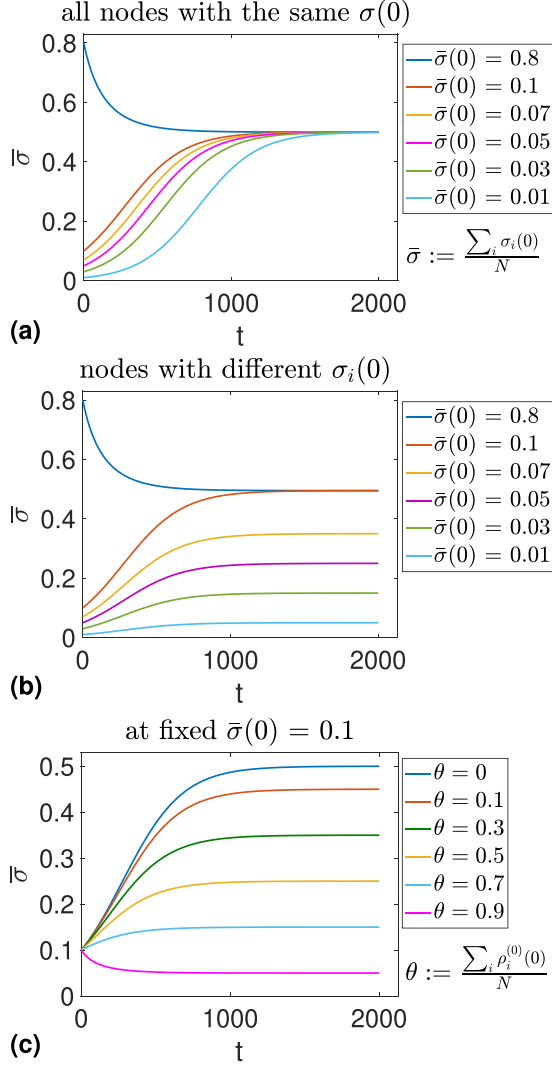 all nodes with the same σ(0)
0.8
0.6
0.4
0.2
0
σ̄
0 1000 2000
t
(a)
σ̄(0) = 0.8
σ̄(0) = 0.1
σ̄(0) = 0.07
σ̄(0) = 0.05
σ̄(0) = 0.03
σ̄(0) = 0.01
σ̄ := ∑ᵢ σᵢ(0) / N
nodes with different σᵢ(0)
0.8
0.6
0.4
0.2
0
σ̄
0 1000 2000
t
(b)
σ̄(0) = 0.8
σ̄(0) = 0.1
σ̄(0) = 0.07
σ̄(0) = 0.05
σ̄(0) = 0.03
σ̄(0) = 0.01
at fixed σ̄(0) = 0.1
0.5
0.4
0.3
0.2
0.1
0
σ̄
0 1000 2000
t
(c)
θ = 0
θ = 0.1
θ = 0.3
θ = 0.5
θ = 0.7
θ = 0.9
θ := ∑ᵢ ρᵢ⁽⁰⁾(0) / N